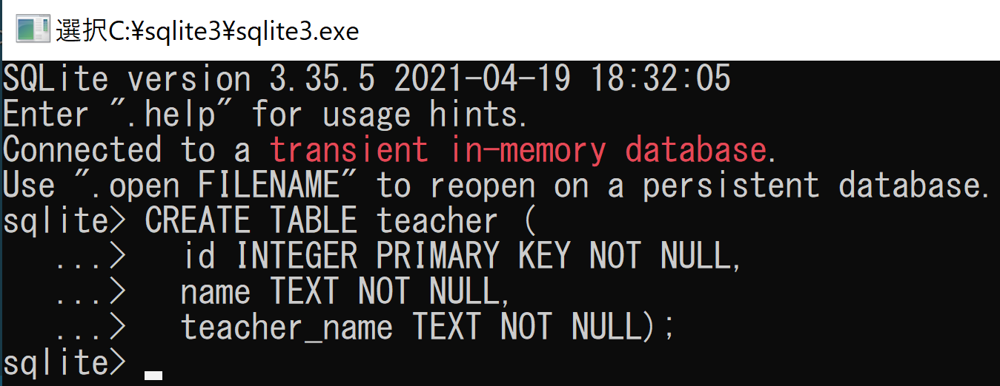 選択C:¥sqlite3¥sqlite3.exe
SQLite version 3.35.5 2021-04-19 18:32:05
Enter ".help" for usage hints.
Connected to a transient in-memory database.
Use ".open FILENAME" to reopen on a persistent database.
sqlite> CREATE TABLE teacher (
   ...>   id INTEGER PRIMARY KEY NOT NULL,
   ...>   name TEXT NOT NULL,
   ...>   teacher_name TEXT NOT NULL);
sqlite>